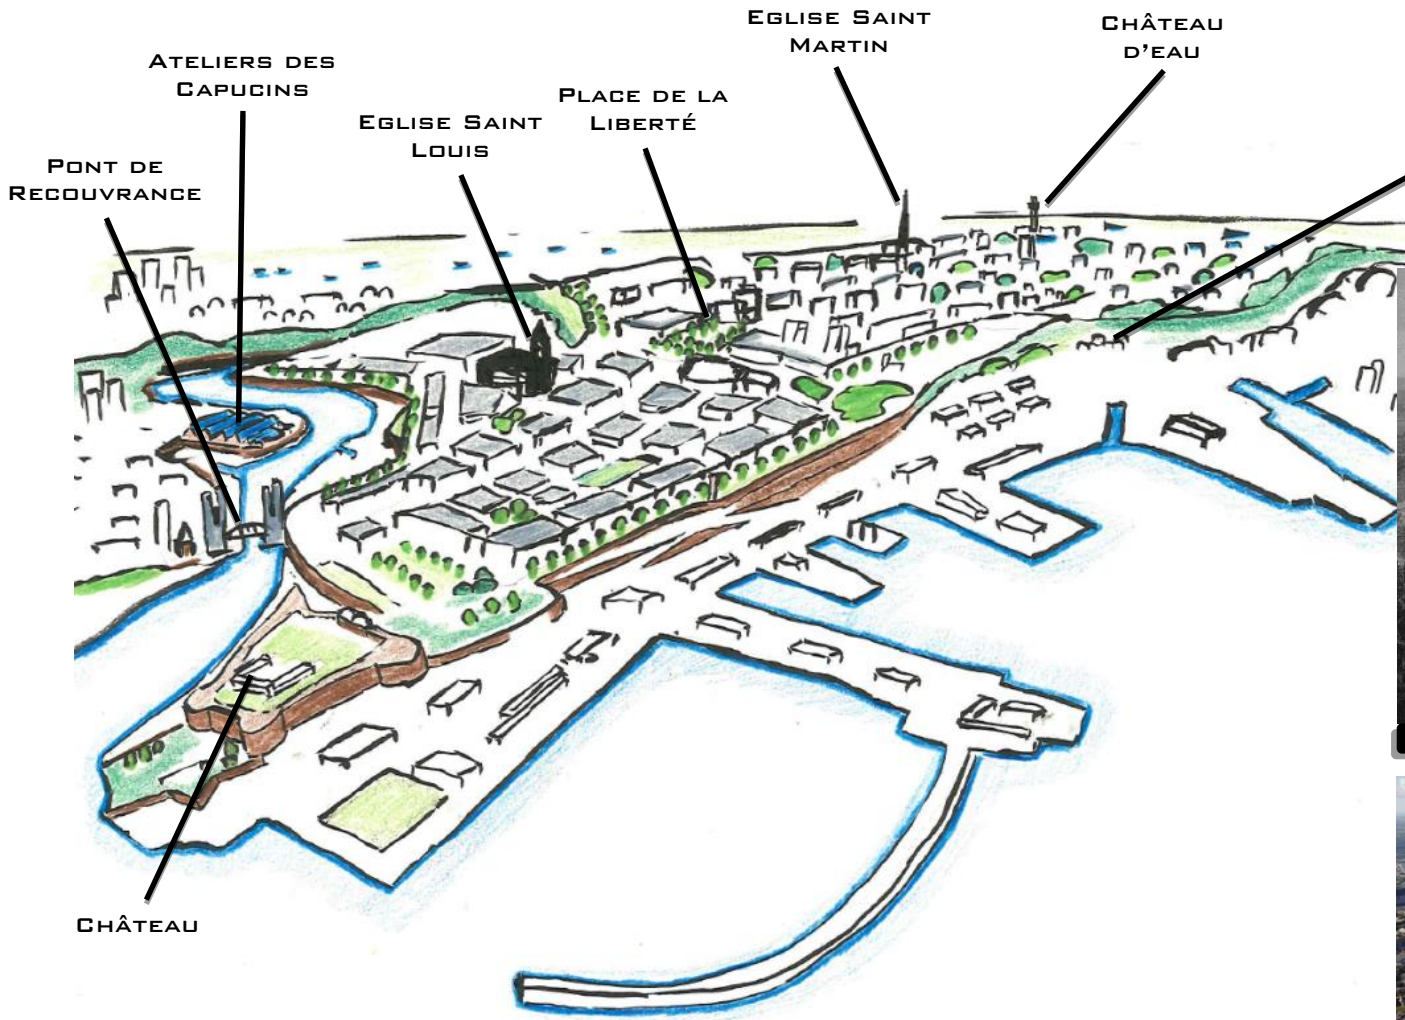 EGLISE SAINT
MARTIN
CHÂTEAU
D'EAU
ATELIERS DES
CAPUCINS
PLACE DE LA
LIBERTÉ
EGLISE SAINT
LOUIS
PONT DE
RECOUVRANCE
CHÂTEAU